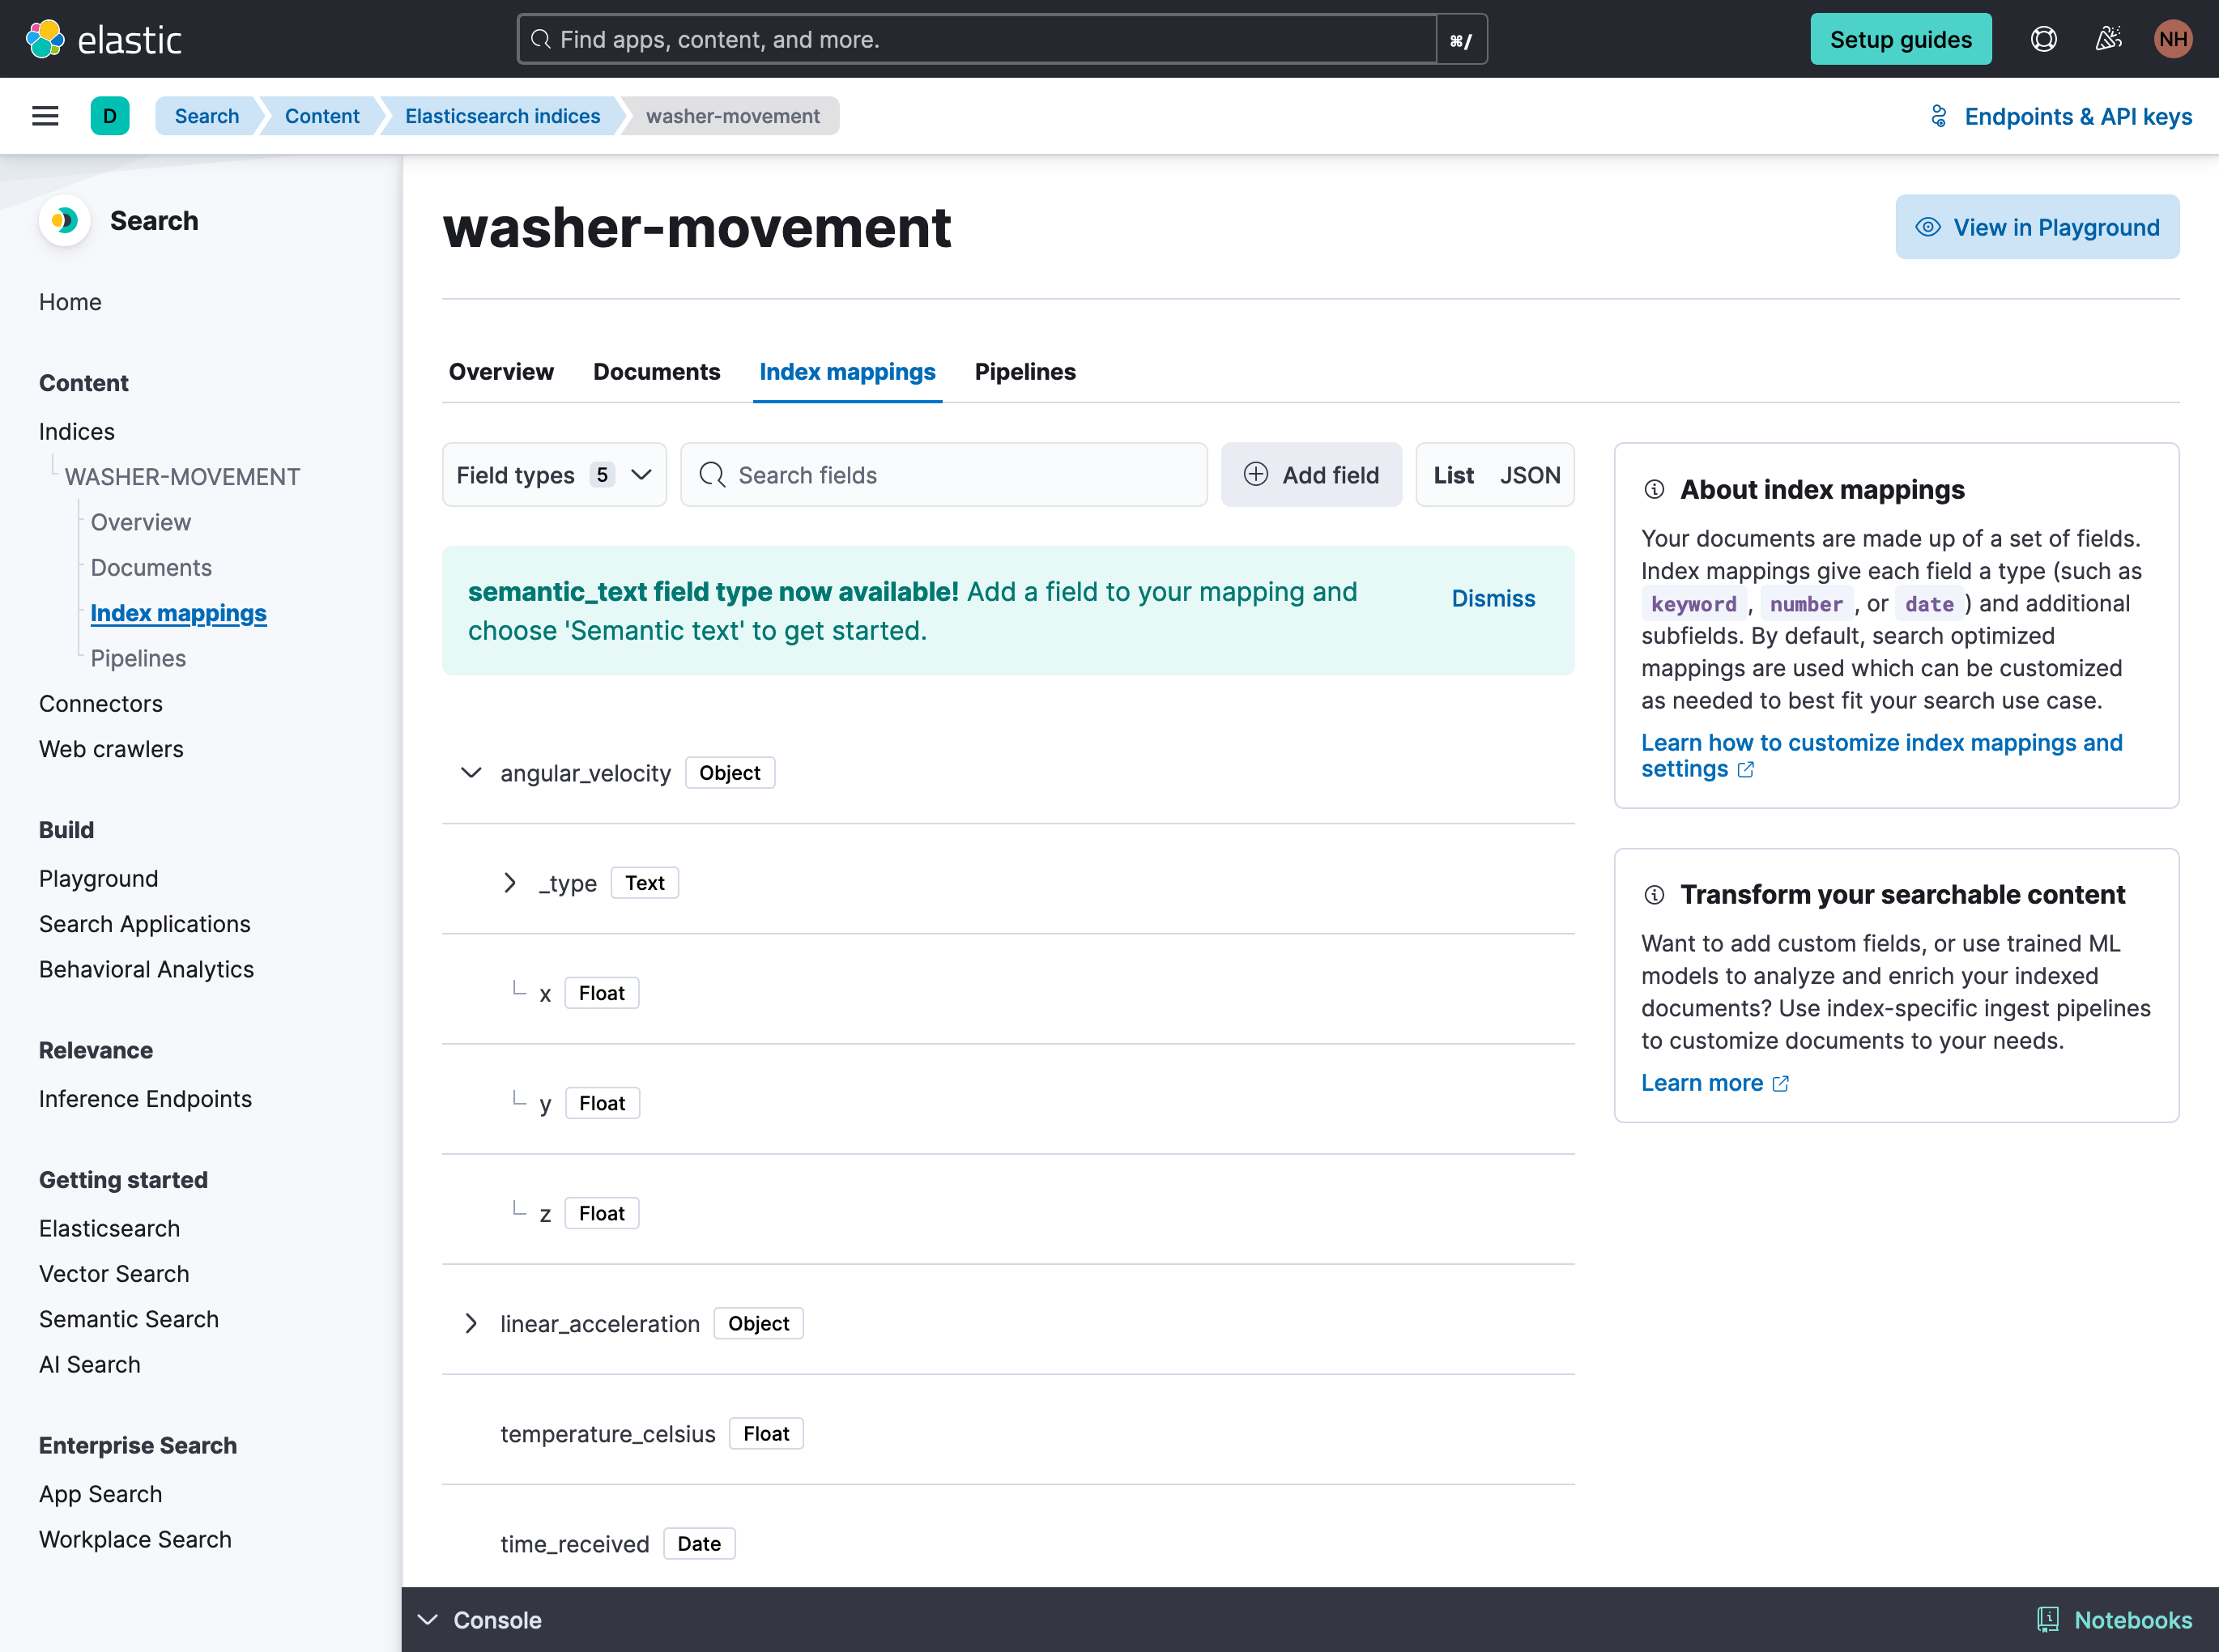 elastic
Find apps, content, and more.
⌘/
Setup guides
NH
D
Search
Content
Elasticsearch indices
washer-movement
Endpoints & API keys
Search
Home
Content
Indices
WASHER-MOVEMENT
Overview
Documents
Index mappings
Pipelines
Connectors
Web crawlers
Build
Playground
Search Applications
Behavioral Analytics
Relevance
Inference Endpoints
Getting started
Elasticsearch
Vector Search
Semantic Search
AI Search
Enterprise Search
App Search
Workplace Search
washer-movement
View in Playground
Overview
Documents
Index mappings
Pipelines
Field types 5
Search fields
Add field
List
JSON
semantic_text field type now available! Add a field to your mapping and
choose 'Semantic text' to get started.
Dismiss
angular_velocity Object
_type Text
x Float
y Float
z Float
linear_acceleration Object
temperature_celsius Float
time_received Date
About index mappings
Your documents are made up of a set of fields.
Index mappings give each field a type (such as
keyword, number, or date) and additional
subfields. By default, search optimized
mappings are used which can be customized
as needed to best fit your search use case.
Learn how to customize index mappings and
settings
Transform your searchable content
Want to add custom fields, or use trained ML
models to analyze and enrich your indexed
documents? Use index-specific ingest pipelines
to customize documents to your needs.
Learn more
Console
Notebooks